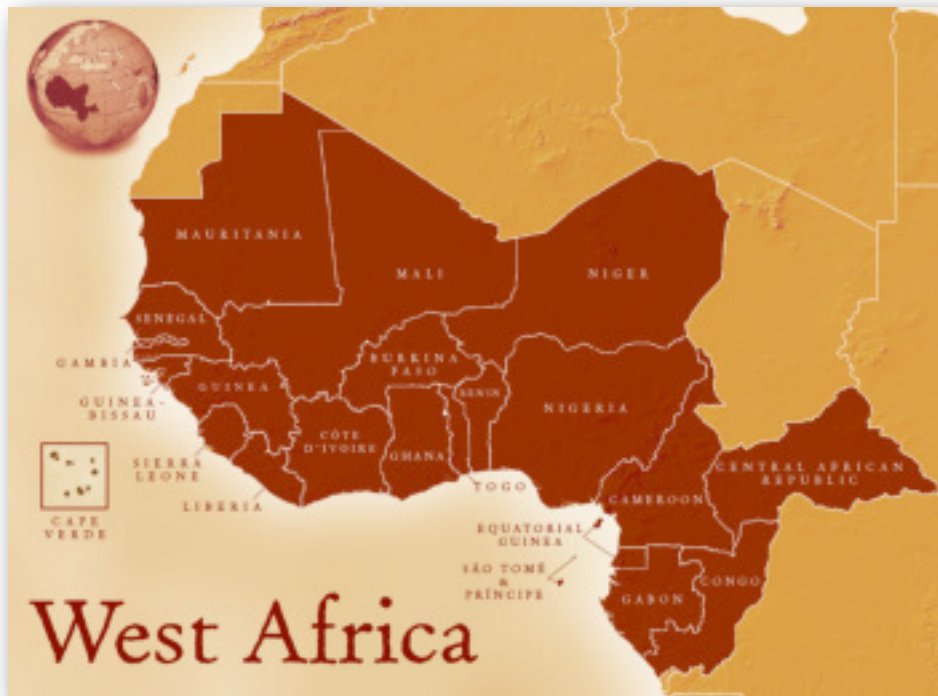 MAURITANIA
MALI
NIGER
SENEGAL
GAMBIA
BURKINA
FASO
GUINEA
BENIN
GUINEA-
BISSAU
NIGERIA
CÔTE
D'IVOIRE
GHANA
SIERRA
LEONE
CENTRAL AFRICAN
REPUBLIC
TOGO
CAMEROON
LIBERIA
CAPE
VERDE
EQUATORIAL
GUINEA
SÃO TOMÉ
&
PRÍNCIPE
CONGO
GABON
West Africa